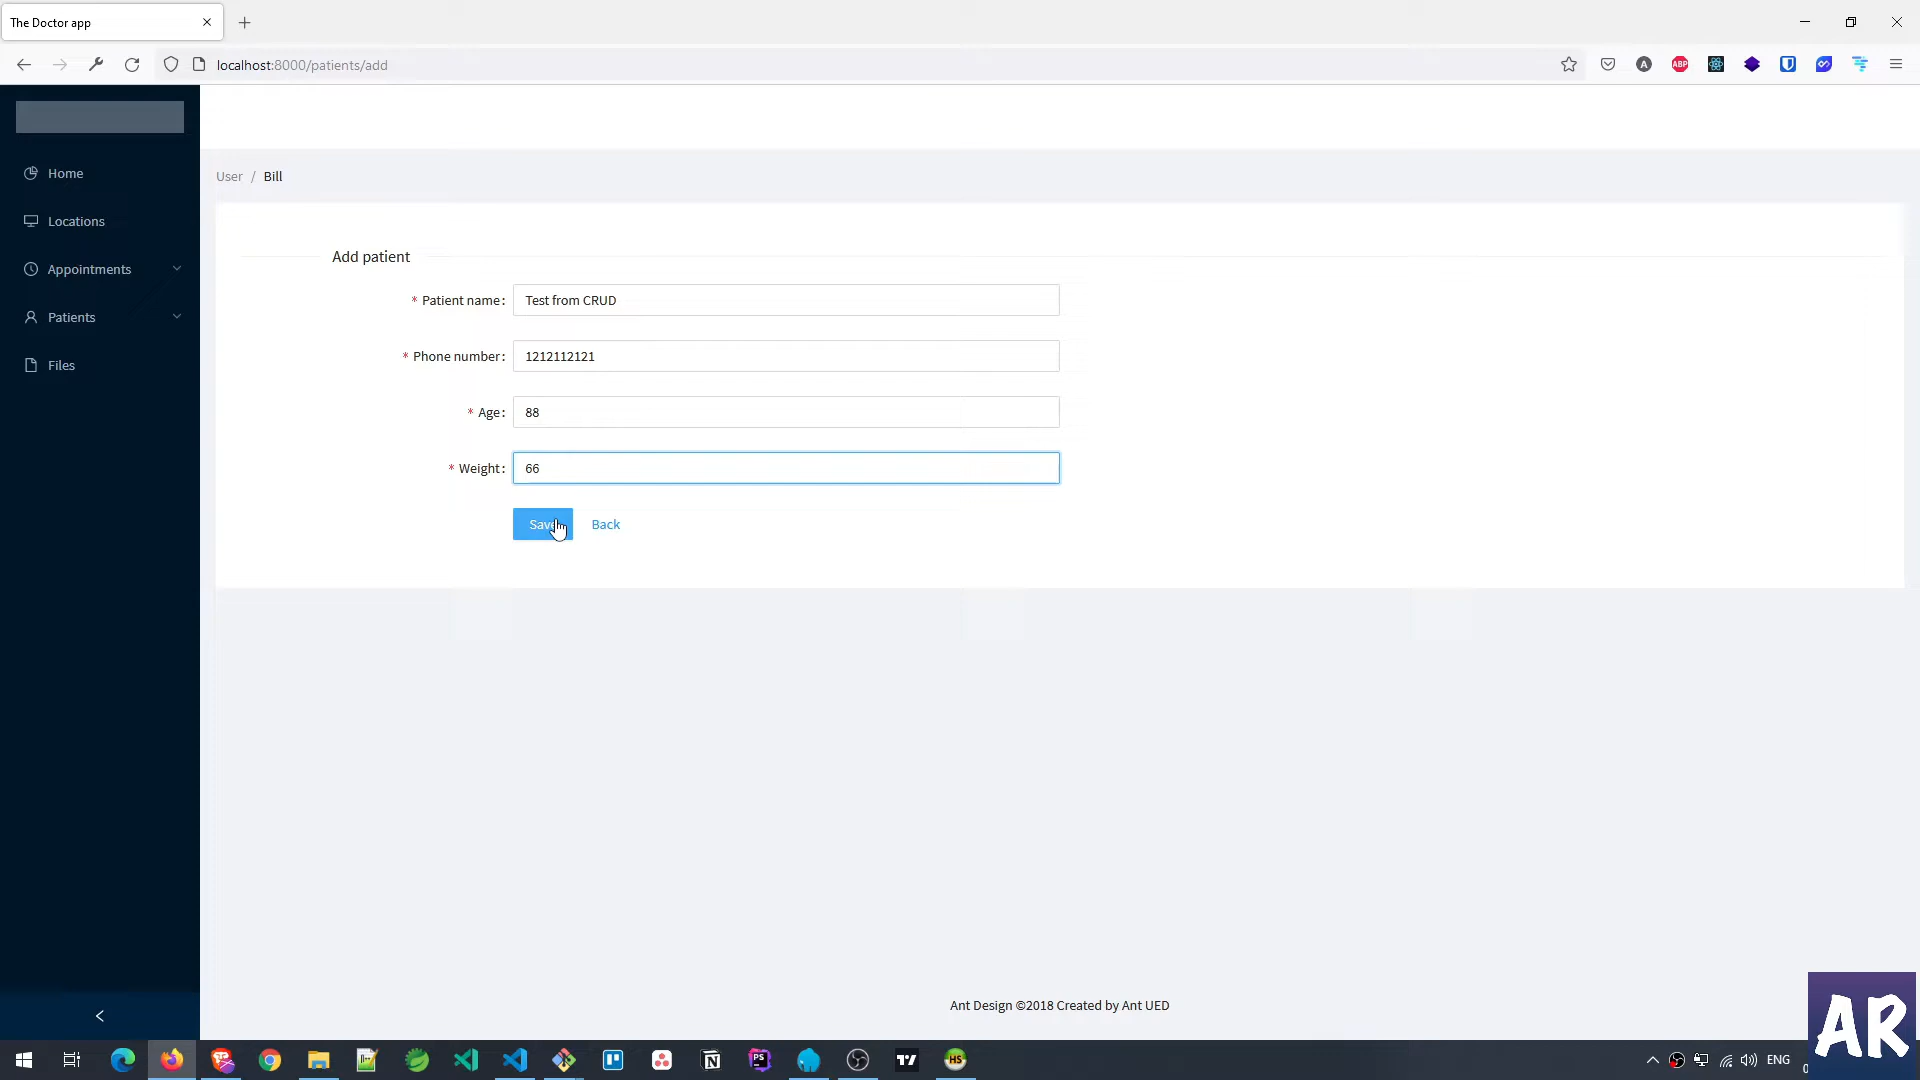 The Doctor app
localhost:8000/patients/add
ABP
Home
Locations
Appointments
Patients
Files
User / Bill
Add patient
* Patient name: Test from CRUD
* Phone number: 1212112121
* Age: 88
* Weight: 66
Save Back
Ant Design ©2018 Created by Ant UED
ENG
AR